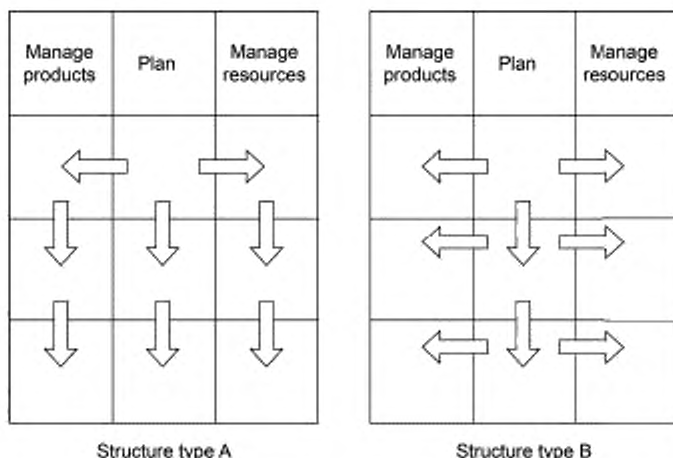 Manage
products
Plan
Manage
resources
Manage
products
Plan
Manage
resources
Structure type A
Structure type B